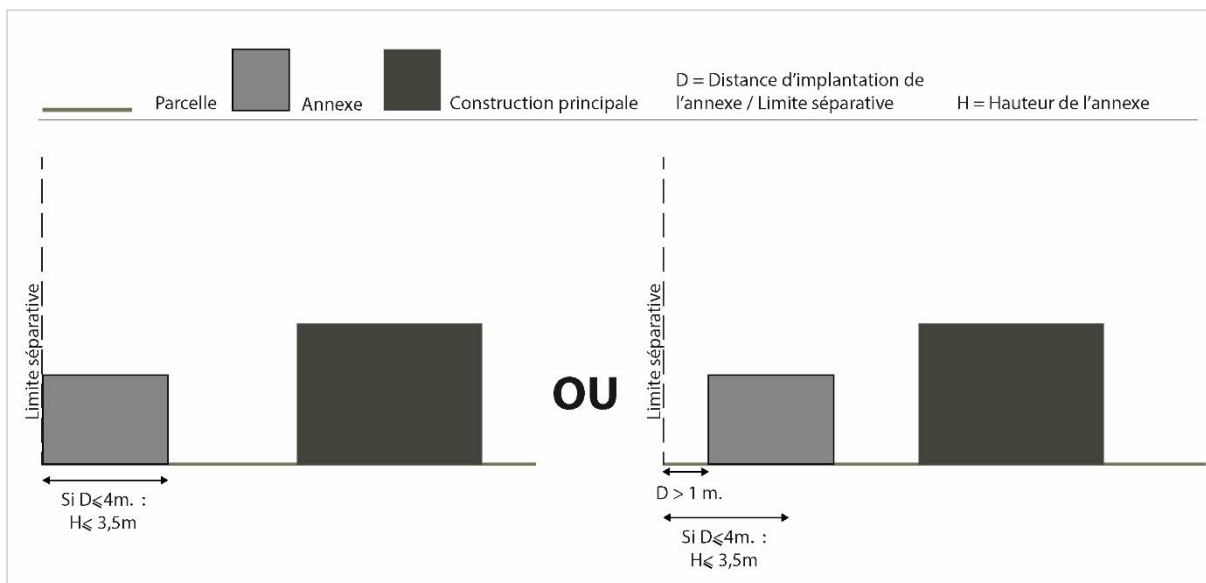 Parcelle
Annexe
Construction principale
D = Distance d’implantation de
l’annexe / Limite séparative
H = Hauteur de l’annexe
Limite séparative
Si D⩽4m. :
H⩽ 3,5m
OU
Limite séparative
D > 1 m.
Si D⩽4m. :
H⩽ 3,5m